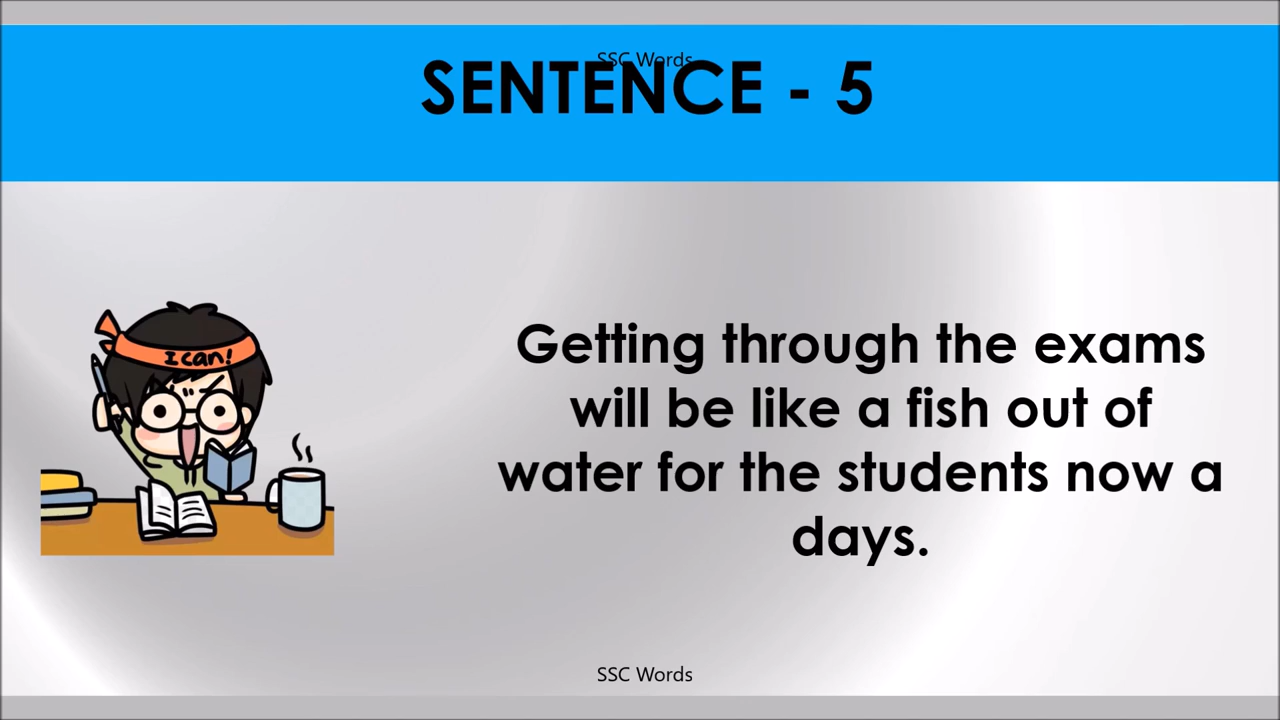 SSC Words
SENTENCE - 5
I can!
Getting through the exams
will be like a fish out of
water for the students now a
days.
SSC Words